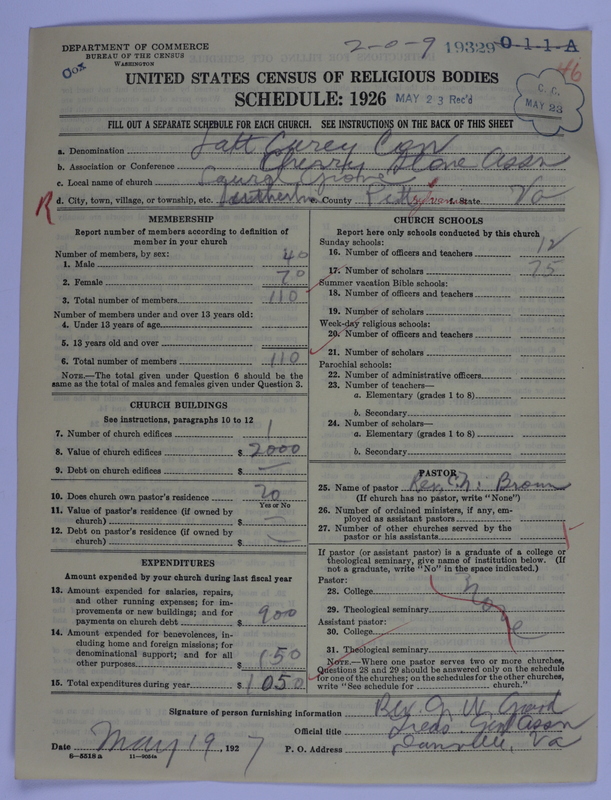 DEPARTMENT OF COMMERCE
BUREAU OF THE CENSUS
WASHINGTON
2-0-9 19329 0-11-A
46
UNITED STATES CENSUS OF RELIGIOUS BODIES
SCHEDULE: 1926 MAY 23 Rec'd
C. C.
MAY 23
FILL OUT A SEPARATE SCHEDULE FOR EACH CHURCH. SEE INSTRUCTIONS ON THE BACK OF THIS SHEET
a. Denomination
b. Association or Conference Cherry Stone Assn
c. Local name of church
d. City, town, village, or township, etc. e. County f. State Va
R
MEMBERSHIP
Report number of members according to definition of member in your church
Number of members, by sex:
1. Male 40
2. Female 70
3. Total number of members 110
Number of members under and over 13 years old:
4. Under 13 years of age
5. 13 years old and over
6. Total number of members 110
NOTE.—The total given under Question 6 should be the same as the total of males and females given under Question 3.
CHURCH BUILDINGS
See instructions, paragraphs 10 to 12
7. Number of church edifices 1
8. Value of church edifices $ 2000
9. Debt on church edifices $ —
10. Does church own pastor's residence No
Yes or No
11. Value of pastor's residence (if owned by church) $ —
12. Debt on pastor's residence (if owned by church) $ —
EXPENDITURES
Amount expended by your church during last fiscal year
13. Amount expended for salaries, repairs, and other running expenses; for improvements or new buildings; and for payments on church debt $ 900
14. Amount expended for benevolences, including home and foreign missions; for denominational support; and for all other purposes $ 150
15. Total expenditures during year $ 1050
CHURCH SCHOOLS
Report here only schools conducted by this church
Sunday schools:
16. Number of officers and teachers 12
17. Number of scholars 75
Summer vacation Bible schools:
18. Number of officers and teachers
19. Number of scholars
Week-day religious schools:
20. Number of officers and teachers
21. Number of scholars
Parochial schools:
22. Number of administrative officers
23. Number of teachers—
a. Elementary (grades 1 to 8)
b. Secondary
24. Number of scholars—
a. Elementary (grades 1 to 8)
b. Secondary
PASTOR
25. Name of pastor Rev. Brown
(If church has no pastor, write "None")
26. Number of ordained ministers, if any, employed as assistant pastors
27. Number of other churches served by the pastor or his assistants
If pastor (or assistant pastor) is a graduate of a college or theological seminary, give name of institution below. (If not a graduate, write "No" in the space indicated.)
Pastor:
28. College
29. Theological seminary
None
Assistant pastor:
30. College
31. Theological seminary
NOTE.—Where one pastor serves two or more churches, Questions 28 and 29 should be answered only on the schedule for one of the churches; on the schedules for the other churches, write "See schedule for church."
Signature of person furnishing information Rev. G. W.
Official title Assn
Date May 19, 1927 P. O. Address Danville, Va
8—5518a 11—9054a